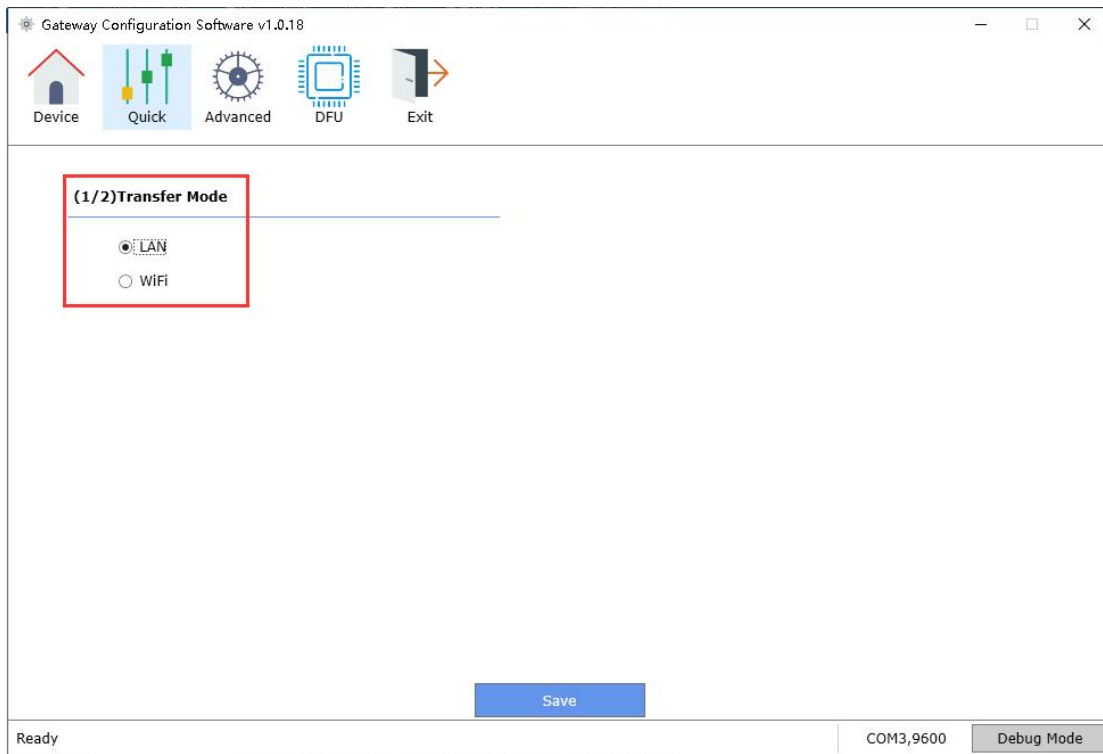 Gateway Configuration Software v1.0.18
Device Quick Advanced DFU Exit
(1/2)Transfer Mode
LAN
WiFi
Save
Ready COM3,9600 Debug Mode